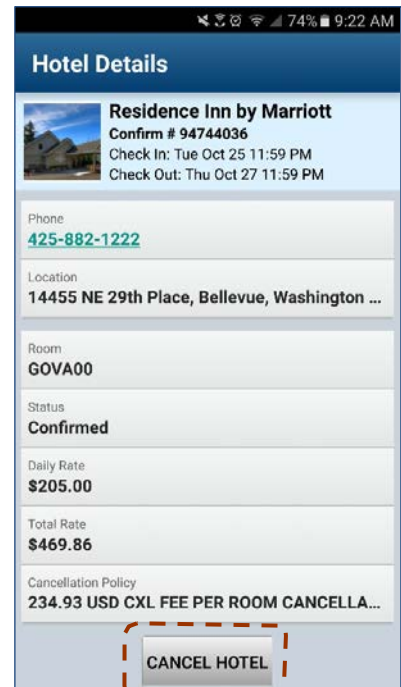 74% 9:22 AM
Hotel Details
Residence Inn by Marriott
Confirm # 94744036
Check In: Tue Oct 25 11:59 PM
Check Out: Thu Oct 27 11:59 PM
Phone
425-882-1222
Location
14455 NE 29th Place, Bellevue, Washington ...
Room
GOVA00
Status
Confirmed
Daily Rate
$205.00
Total Rate
$469.86
Cancellation Policy
234.93 USD CXL FEE PER ROOM CANCELLA...
CANCEL HOTEL